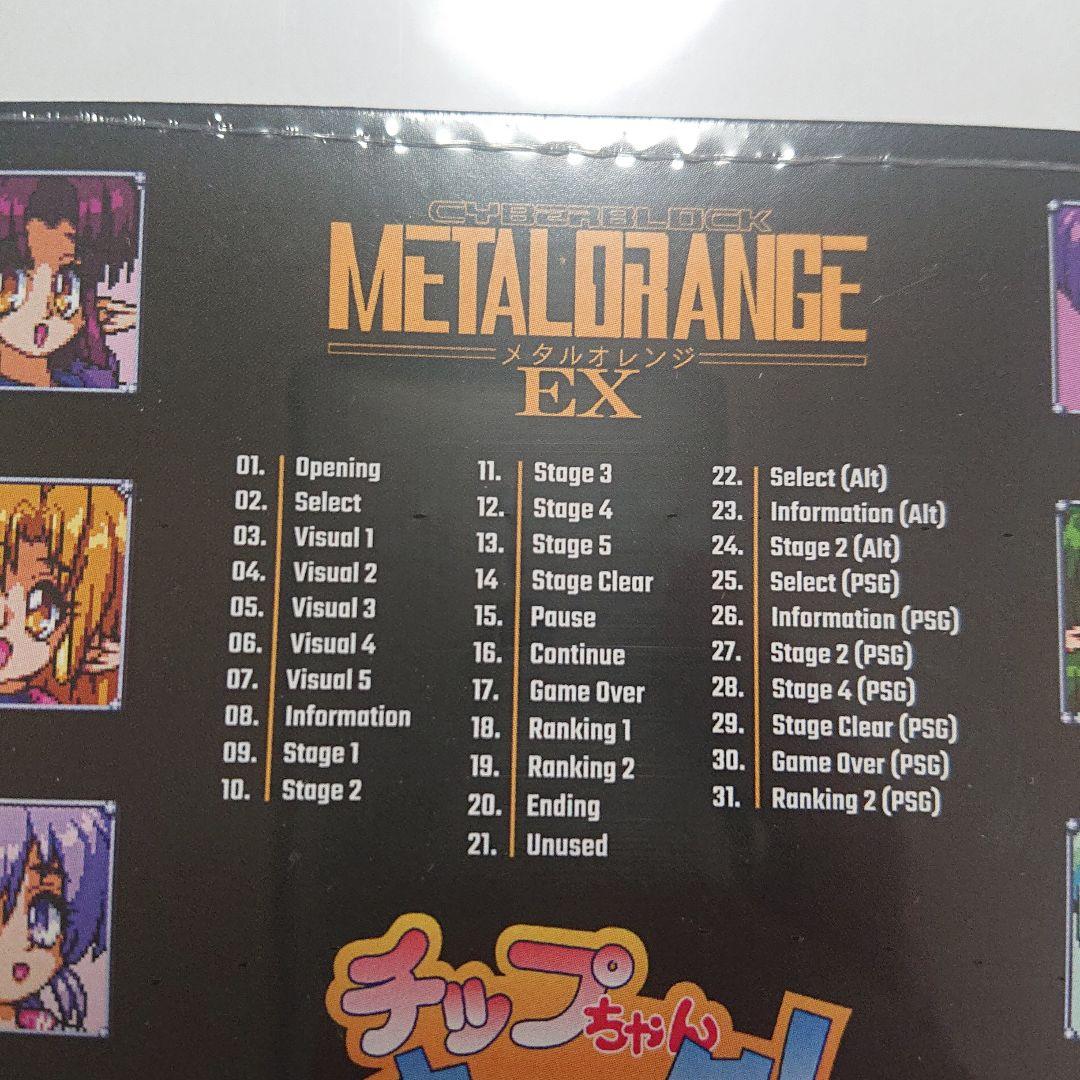 CYBERBLOCK
METAL ORANGE
メタルオレンジ
EX
01. Opening
02. Select
03. Visual 1
04. Visual 2
05. Visual 3
06. Visual 4
07. Visual 5
08. Information
09. Stage 1
10. Stage 2
11. Stage 3
12. Stage 4
13. Stage 5
14 Stage Clear
15. Pause
16. Continue
17. Game Over
18. Ranking 1
19. Ranking 2
20. Ending
21. Unused
22. Select (Alt)
23. Information (Alt)
24. Stage 2 (Alt)
25. Select (PSG)
26. Information (PSG)
27. Stage 2 (PSG)
28. Stage 4 (PSG)
29. Stage Clear (PSG)
30. Game Over (PSG)
31. Ranking 2 (PSG)
チップちゃん